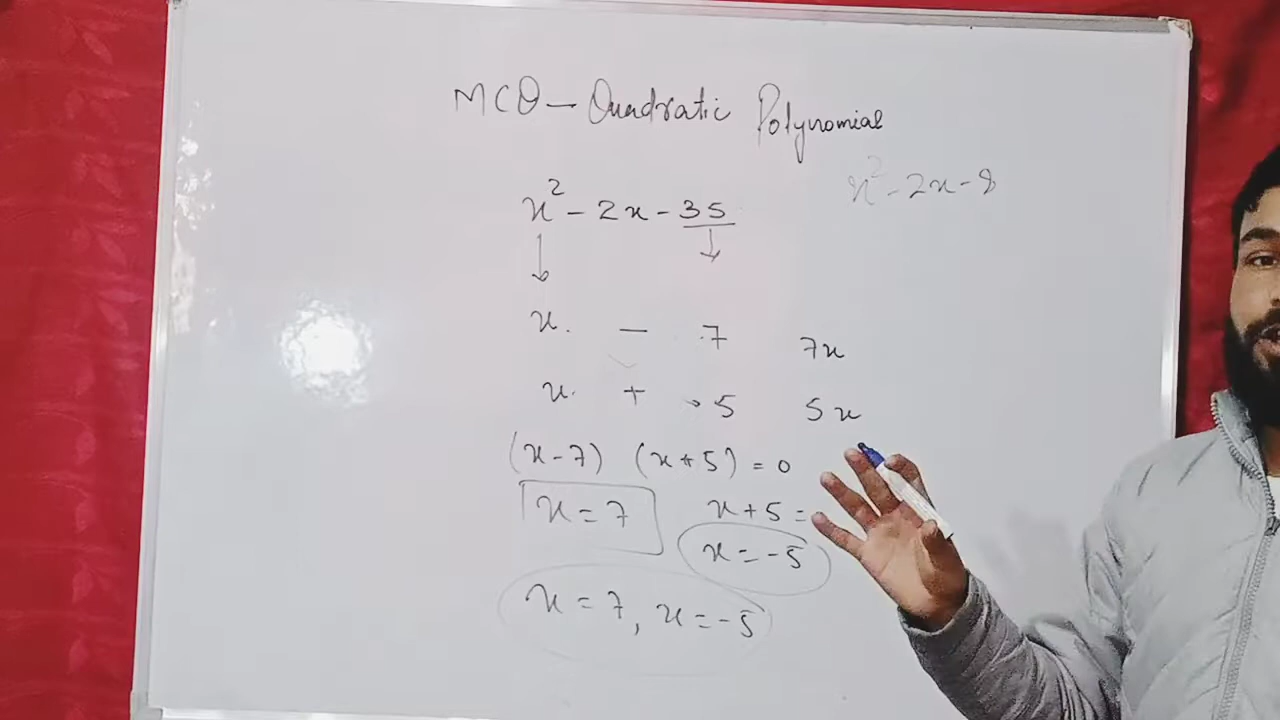 MCQ - Quadratic Polynomial
x² - 2x - 8
x² - 2x - 35
x - 7 7x
x + 5 5x
(x-7) (x+5) = 0
x = 7 x+5 =
x = -5
x = 7, x = -5